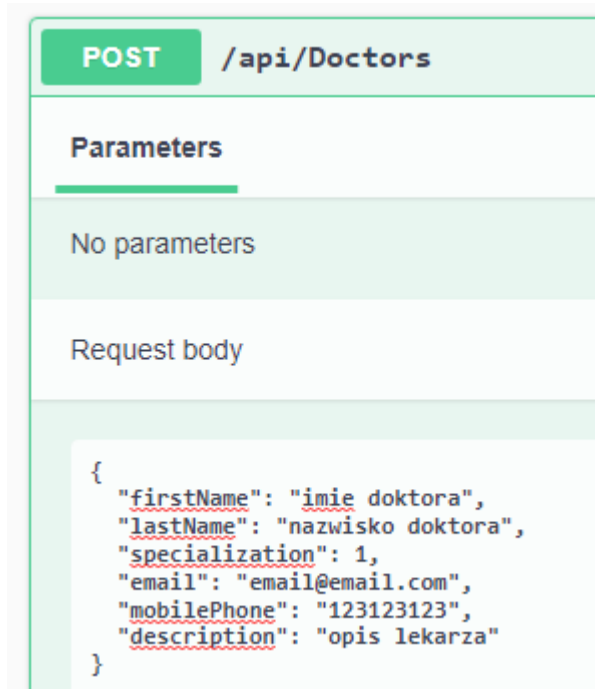 POST /api/Doctors
Parameters
No parameters
Request body
{
"firstName": "imie doktora",
"lastName": "nazwisko doktora",
"specialization": 1,
"email": "email@email.com",
"mobilePhone": "123123123",
"description": "opis lekarza"
}